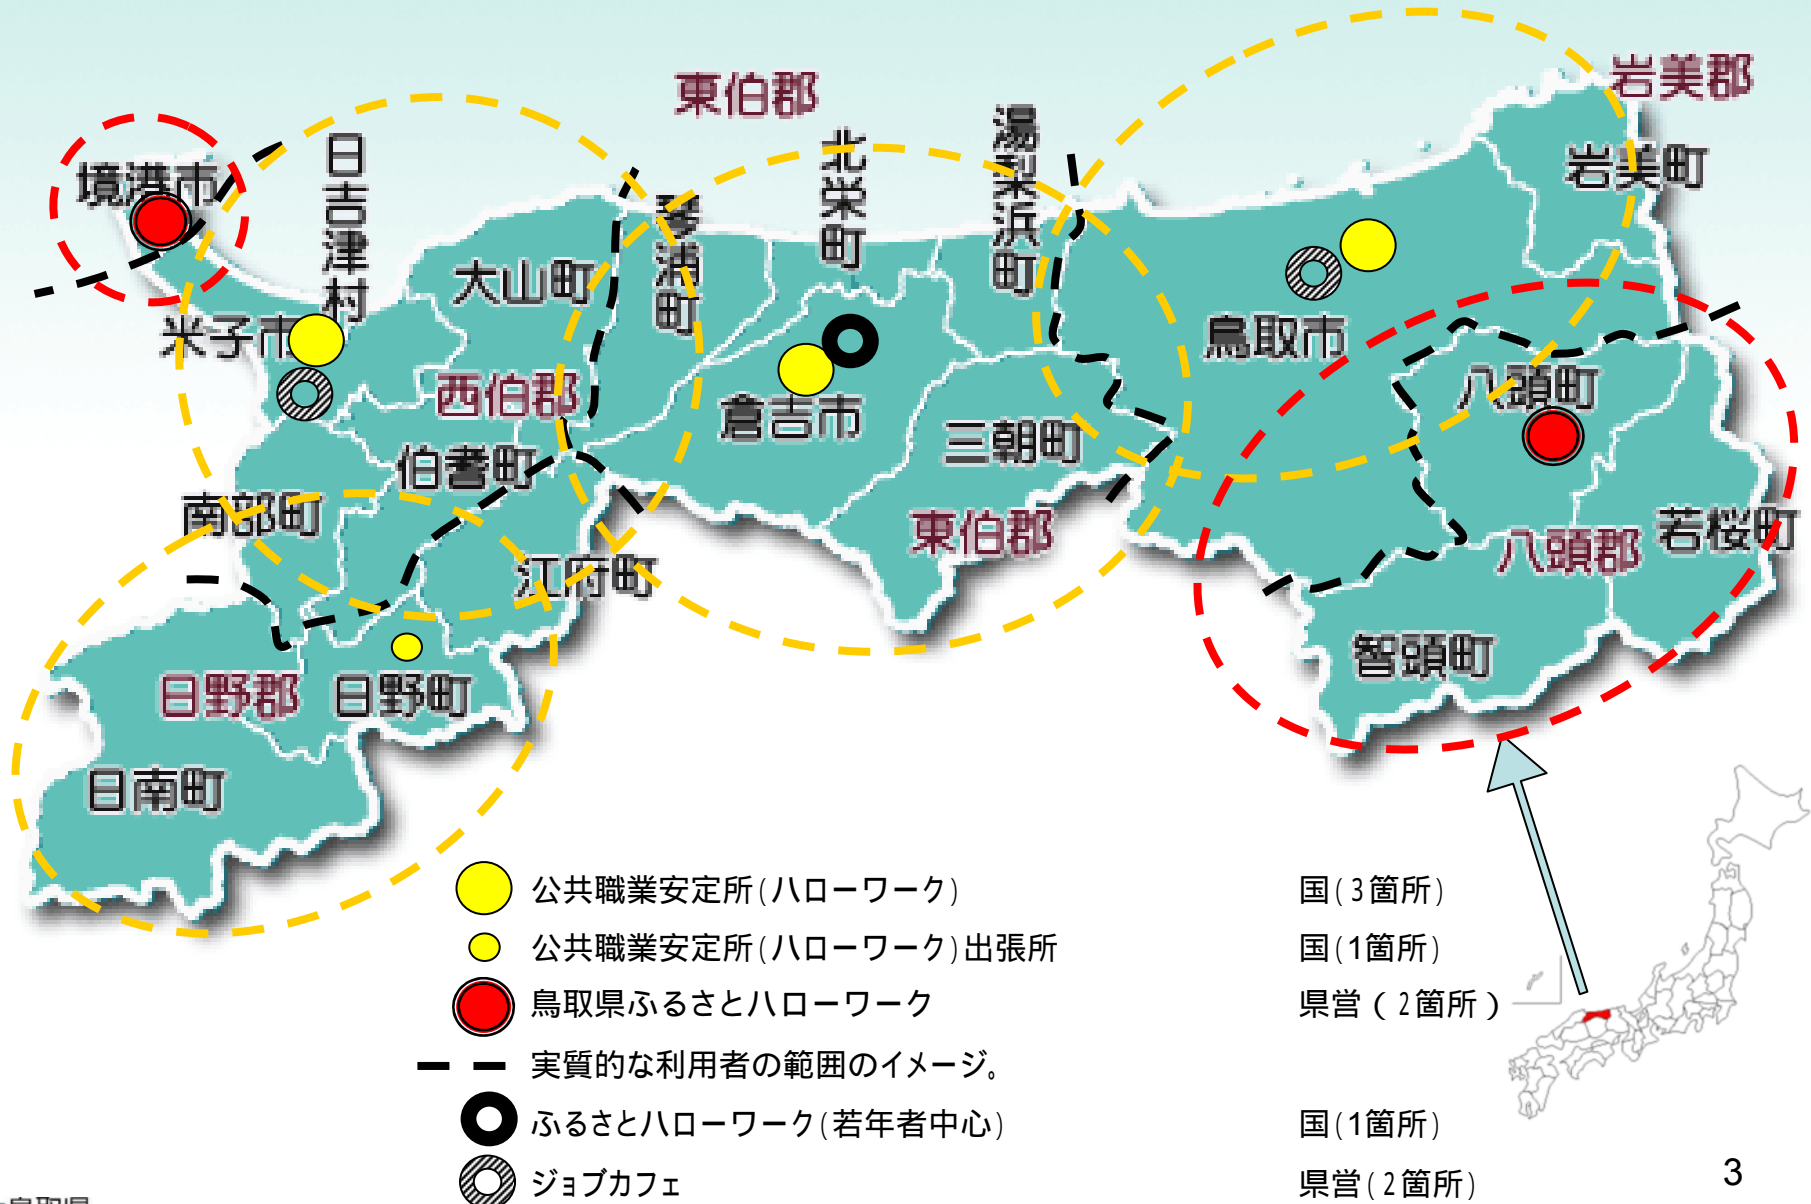 東伯郡
岩美郡
境港市
日吉津村
北栄町
湯梨浜町
岩美町
琴浦町
大山町
米子市
鳥取市
西伯郡
倉吉市
八頭町
三朝町
伯耆町
南部町
東伯郡
若桜町
八頭郡
江府町
智頭町
日野郡
日野町
日南町
公共職業安定所(ハローワーク) 国(3箇所)
公共職業安定所(ハローワーク)出張所 国(1箇所)
鳥取県ふるさとハローワーク 県営(2箇所)
実質的な利用者の範囲のイメージ。
ふるさとハローワーク(若年者中心) 国(1箇所)
ジョブカフェ 県営(2箇所)
3